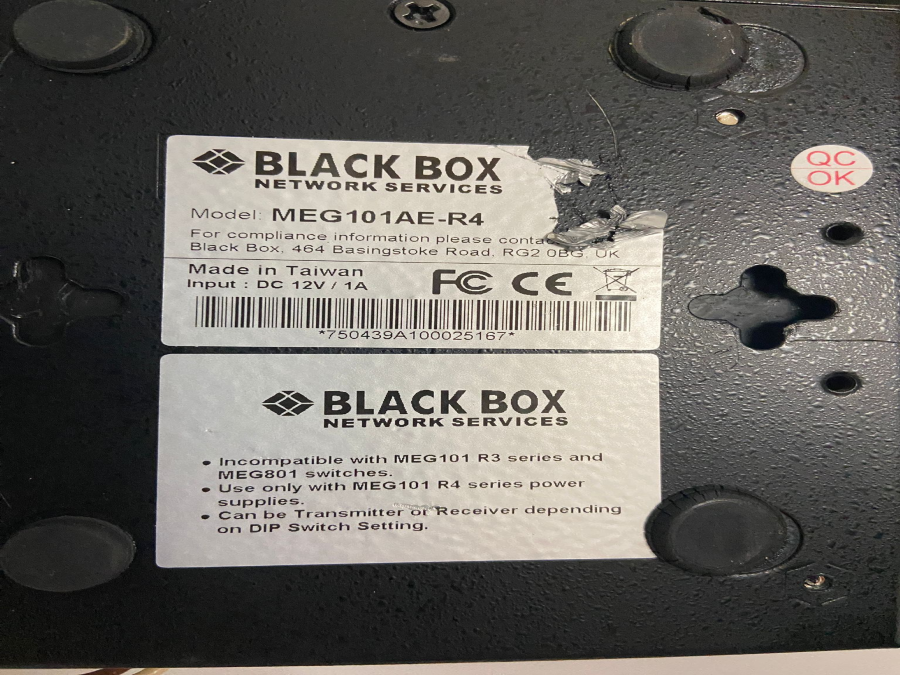 BLACK BOX
NETWORK SERVICES
Model: MEG101AE-R4
For compliance information please
Black Box, 464 Basingstoke Road, RG2 0BG, UK
Made in Taiwan
Input : DC 12V / 1A
FC CE
*750439A100025167*
QC
OK
BLACK BOX
NETWORK SERVICES
• Incompatible with MEG101 R3 series and
MEG801 switches.
• Use only with MEG101 R4 series power
supplies.
• Can be Transmitter or Receiver depending
on DIP Switch Setting.